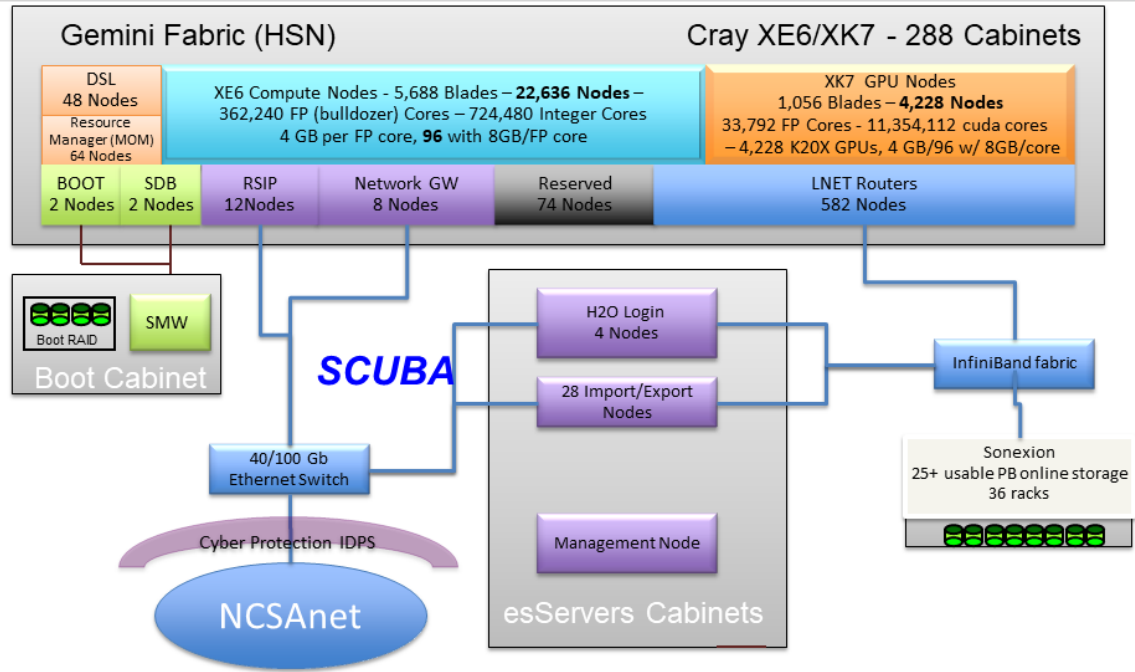 Gemini Fabric (HSN)
Cray XE6/XK7 - 288 Cabinets
DSL
48 Nodes
Resource
Manager (MOM)
64 Nodes
XE6 Compute Nodes - 5,688 Blades – 22,636 Nodes –
362,240 FP (bulldozer) Cores – 724,480 Integer Cores
4 GB per FP core, 96 with 8GB/FP core
XK7 GPU Nodes
1,056 Blades – 4,228 Nodes
33,792 FP Cores - 11,354,112 cuda cores
– 4,228 K20X GPUs, 4 GB/96 w/ 8GB/core
BOOT
2 Nodes
SDB
2 Nodes
RSIP
12Nodes
Network GW
8 Nodes
Reserved
74 Nodes
LNET Routers
582 Nodes
Boot RAID
SMW
Boot Cabinet
SCUBA
H2O Login
4 Nodes
28 Import/Export
Nodes
Management Node
esServers Cabinets
InfiniBand fabric
Sonexion
25+ usable PB online storage
36 racks
40/100 Gb
Ethernet Switch
Cyber Protection IDPS
NCSAnet